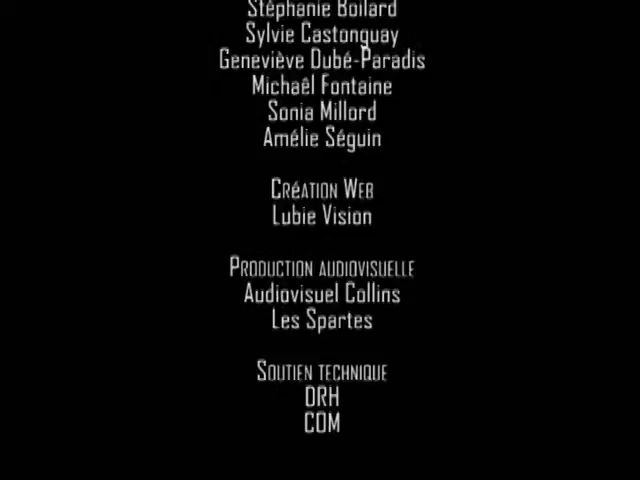 Stéphanie Boilard
Sylvie Castonguay
Geneviève Dubé-Paradis
Michaël Fontaine
Sonia Millord
Amélie Séguin
Création Web
Lubie Vision
Production audiovisuelle
Audiovisuel Collins
Les Spartes
Soutien technique
DRH
COM